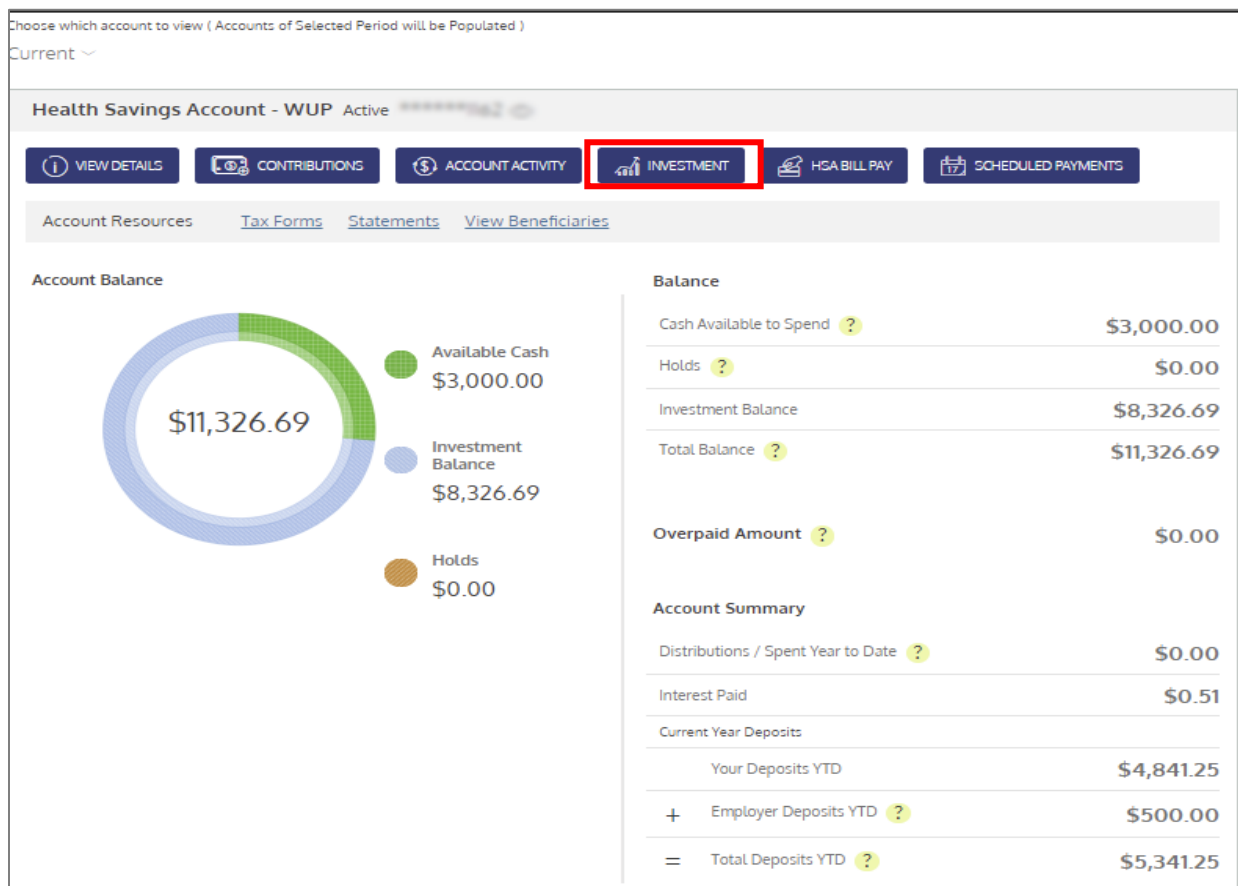 Choose which account to view ( Accounts of Selected Period will be Populated )
Current
Health Savings Account - WUP Active
VIEW DETAILS CONTRIBUTIONS ACCOUNT ACTIVITY INVESTMENT HSA BILL PAY SCHEDULED PAYMENTS
Account Resources Tax Forms Statements View Beneficiaries
Account Balance
$11,326.69
Available Cash
$3,000.00
Investment
Balance
$8,326.69
Holds
$0.00
Balance
Cash Available to Spend ? $3,000.00
Holds ? $0.00
Investment Balance $8,326.69
Total Balance ? $11,326.69
Overpaid Amount ? $0.00
Account Summary
Distributions / Spent Year to Date ? $0.00
Interest Paid $0.51
Current Year Deposits
Your Deposits YTD $4,841.25
+ Employer Deposits YTD ? $500.00
= Total Deposits YTD ? $5,341.25